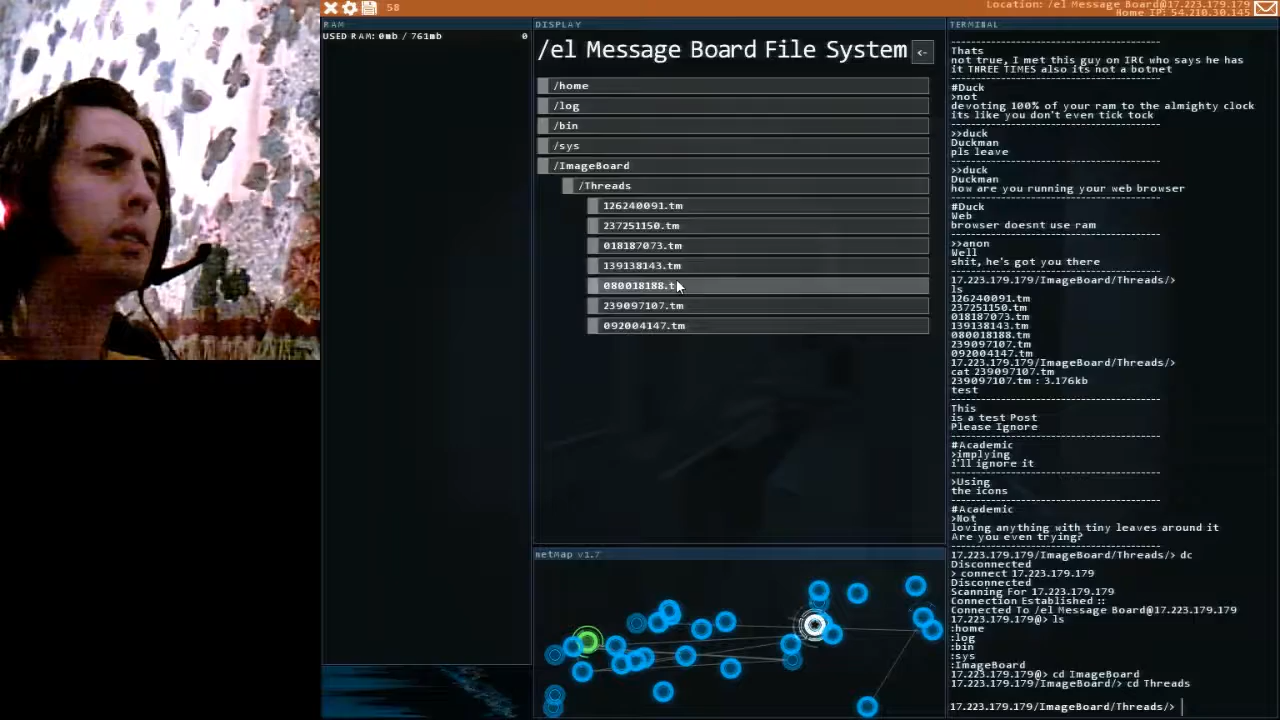 58
Location: /el Message Board@17.223.179.179
Home IP: 54.210.30.145
RAM
USED RAM: 0mb / 761mb
0
DISPLAY
/el Message Board File System
<-
/home
/log
/bin
/sys
/ImageBoard
/Threads
126240091.tm
237251150.tm
018187073.tm
139138143.tm
080018188.tm
239097107.tm
092004147.tm
netMap v1.7
TERMINAL
Thats
not true, I met this guy on IRC who says he has
it THREE TIMES also its not a botnet
#Duck
>not
devoting 100% of your ram to the almighty clock
its like you don't even tick tock
>>duck
Duckman
pls leave
>>duck
Duckman
how are you running your web browser
#Duck
Web
browser doesnt use ram
>>anon
Well
shit, he's got you there
17.223.179.179/ImageBoard/Threads/>
ls
126240091.tm
237251150.tm
018187073.tm
139138143.tm
080018188.tm
239097107.tm
092004147.tm
17.223.179.179/ImageBoard/Threads/>
cat 239097107.tm
239097107.tm : 3.176kb
test
This
is a test Post
Please Ignore
#Academic
>implying
i'll ignore it
>Using
the icons
#Academic
>Not
loving anything with tiny leaves around it
Are you even trying?
17.223.179.179/ImageBoard/Threads/> dc
Disconnected
> connect 17.223.179.179
Disconnected
Scanning For 17.223.179.179
Connection Established ::
Connected To /el Message Board@17.223.179.179
17.223.179.179@> ls
:home
:log
:bin
:sys
:ImageBoard
17.223.179.179@> cd ImageBoard
17.223.179.179/ImageBoard/> cd Threads
17.223.179.179/ImageBoard/Threads/>